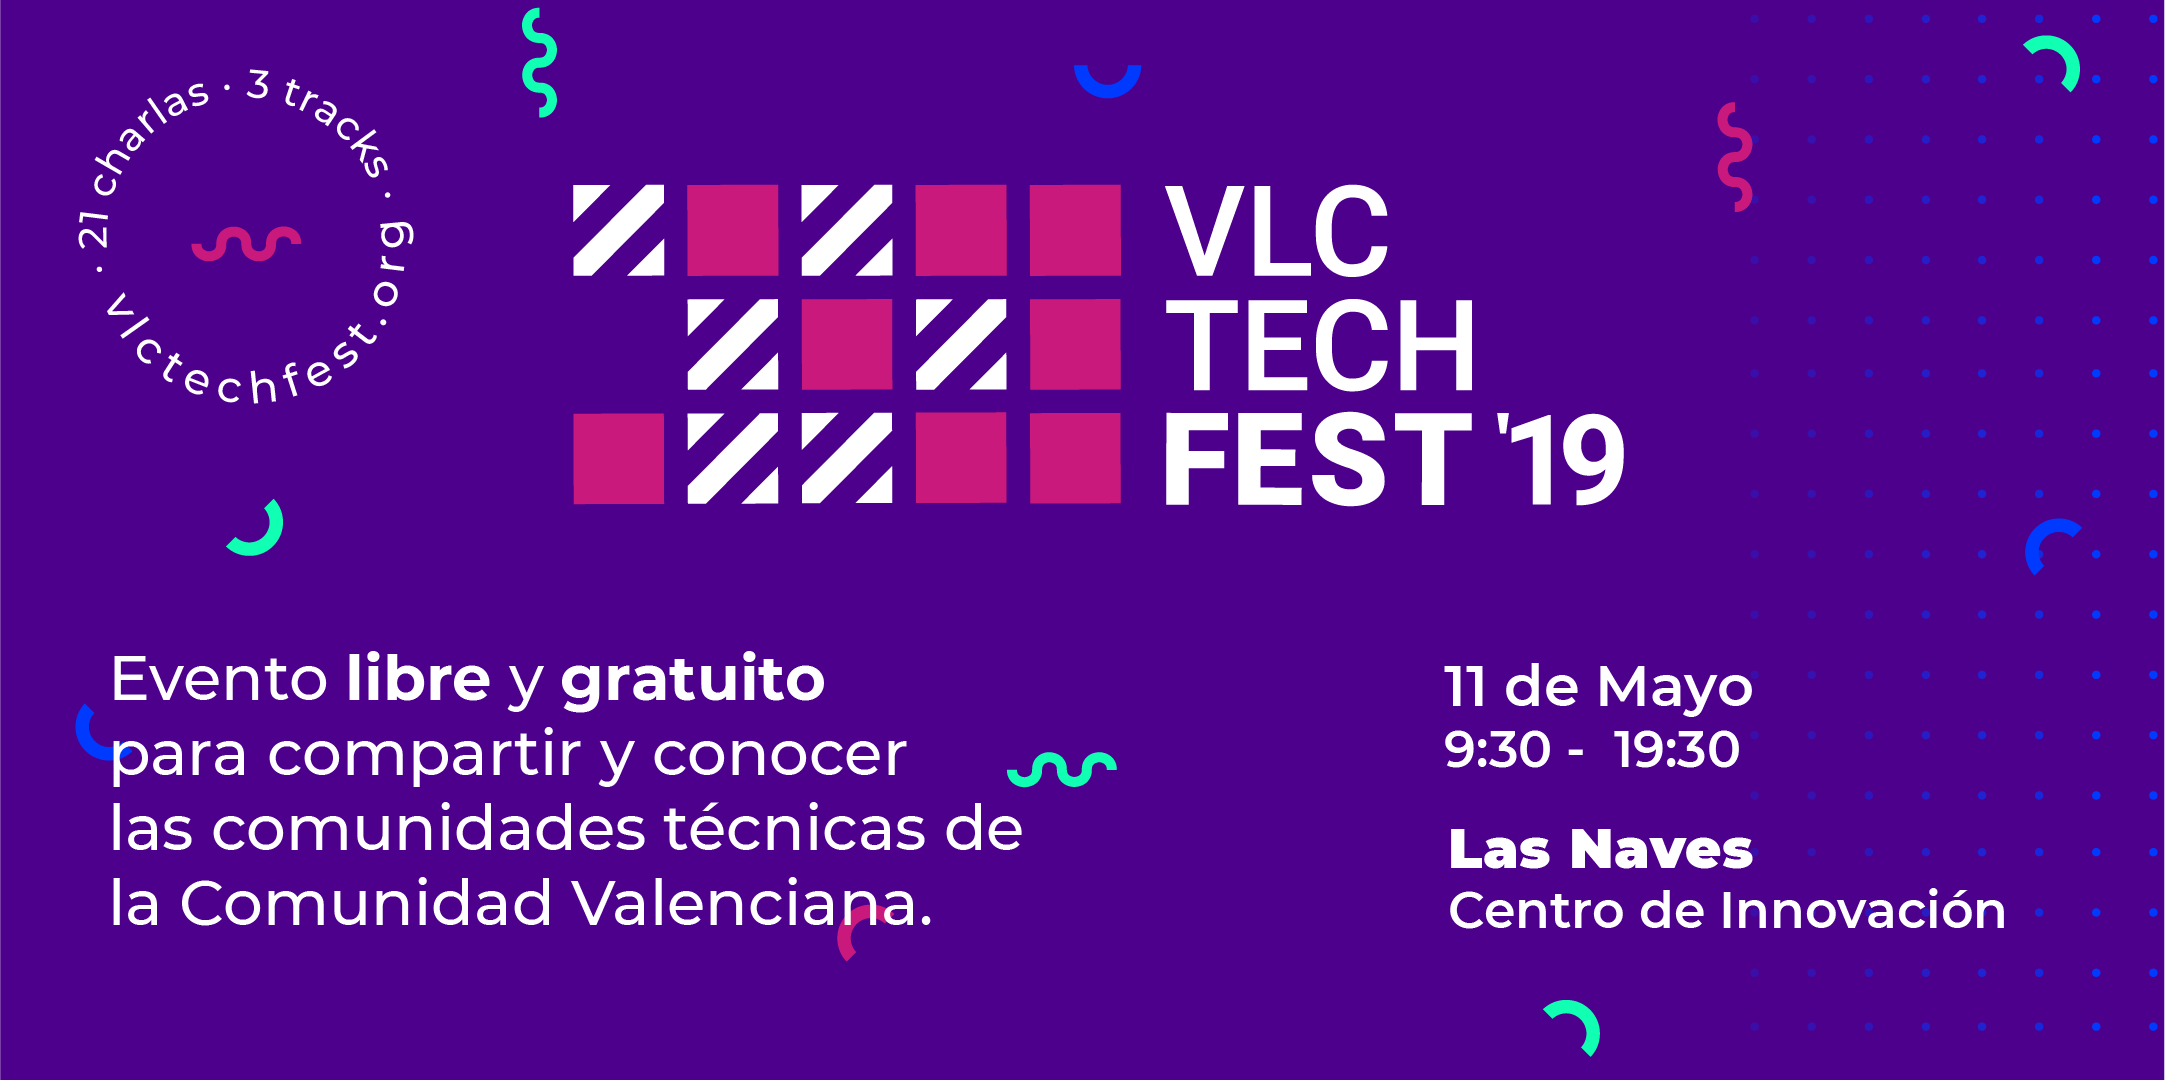 · 21 charlas · 3 tracks ·
vlctechfest.org
VLC
TECH
FEST '19
Evento libre y gratuito
para compartir y conocer
las comunidades técnicas de
la Comunidad Valenciana.
11 de Mayo
9:30 - 19:30
Las Naves
Centro de Innovación